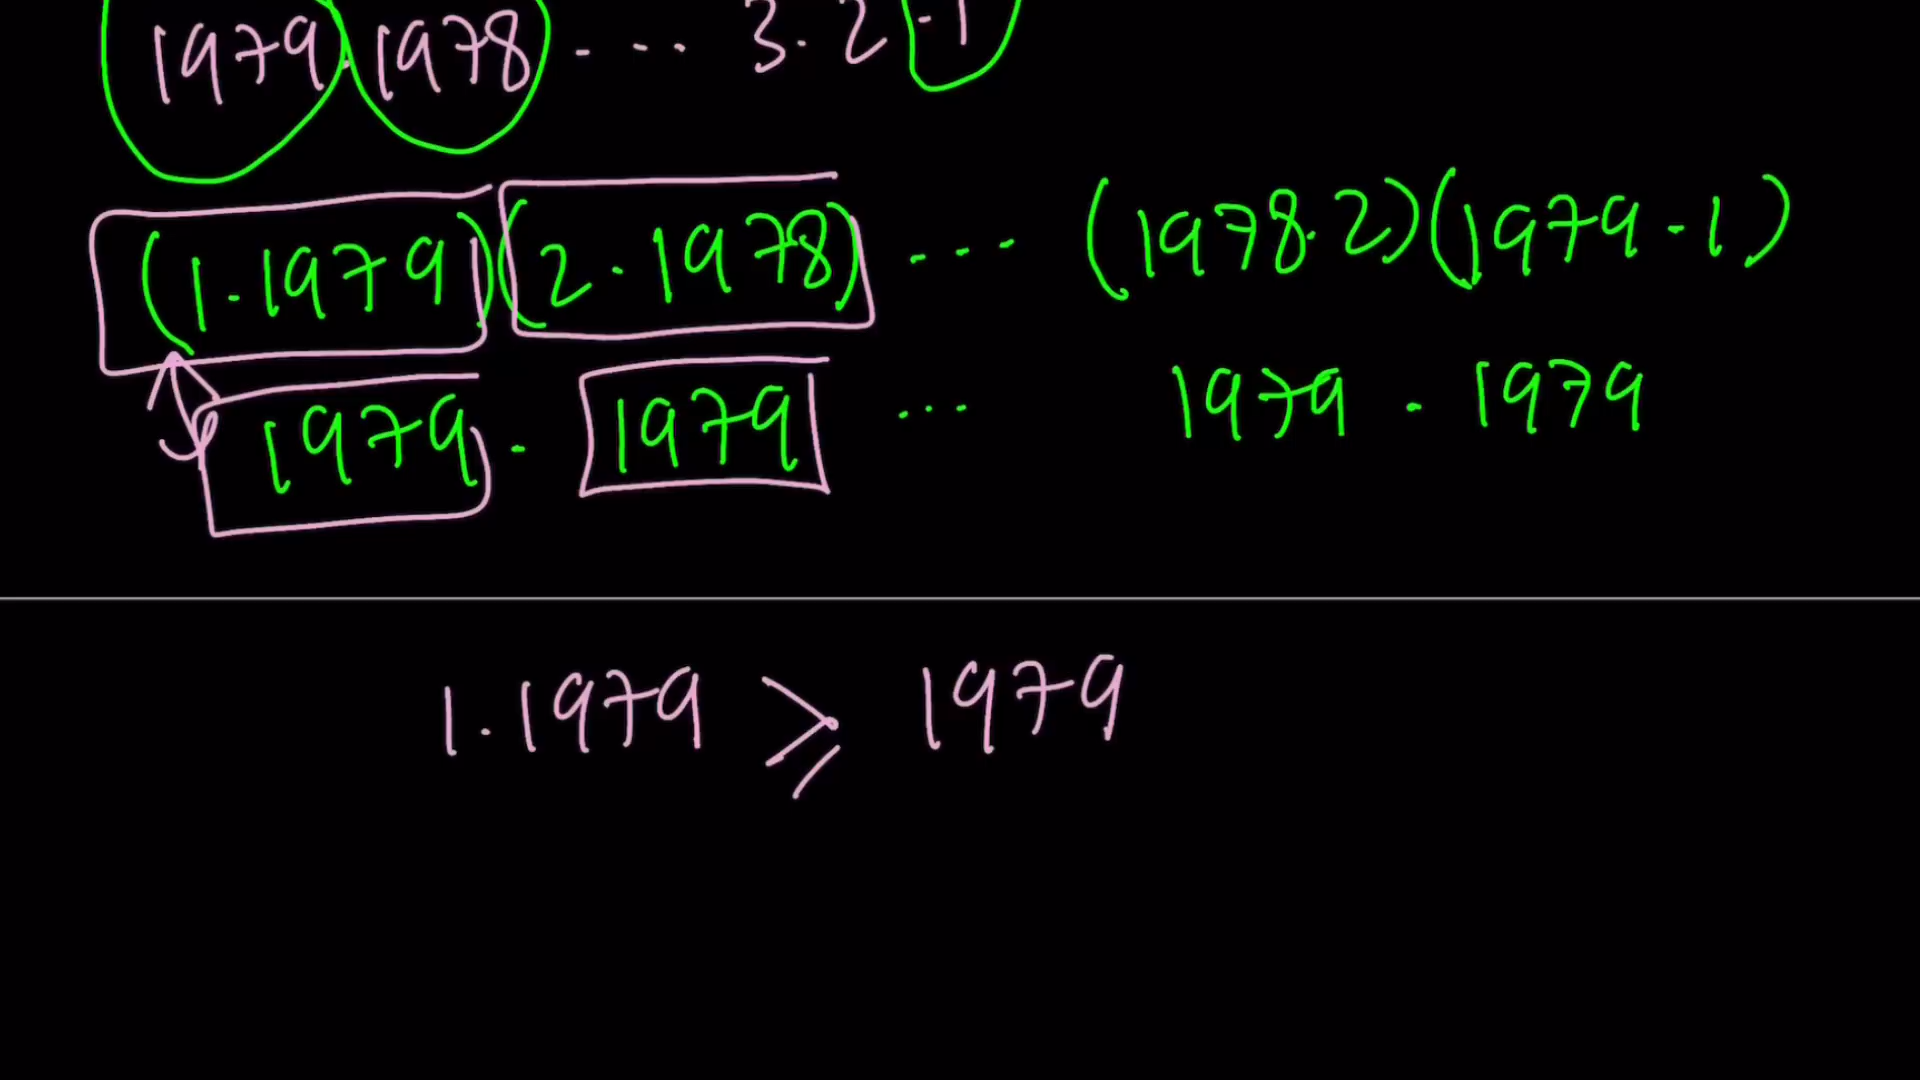 1979.1978 . - .. 3.2.1
(1.1979)(2.1978) .--- (1978.2)(1979.1)
1979. 1979 ... 1979 . 1979
1.1979 ⩾ 1979